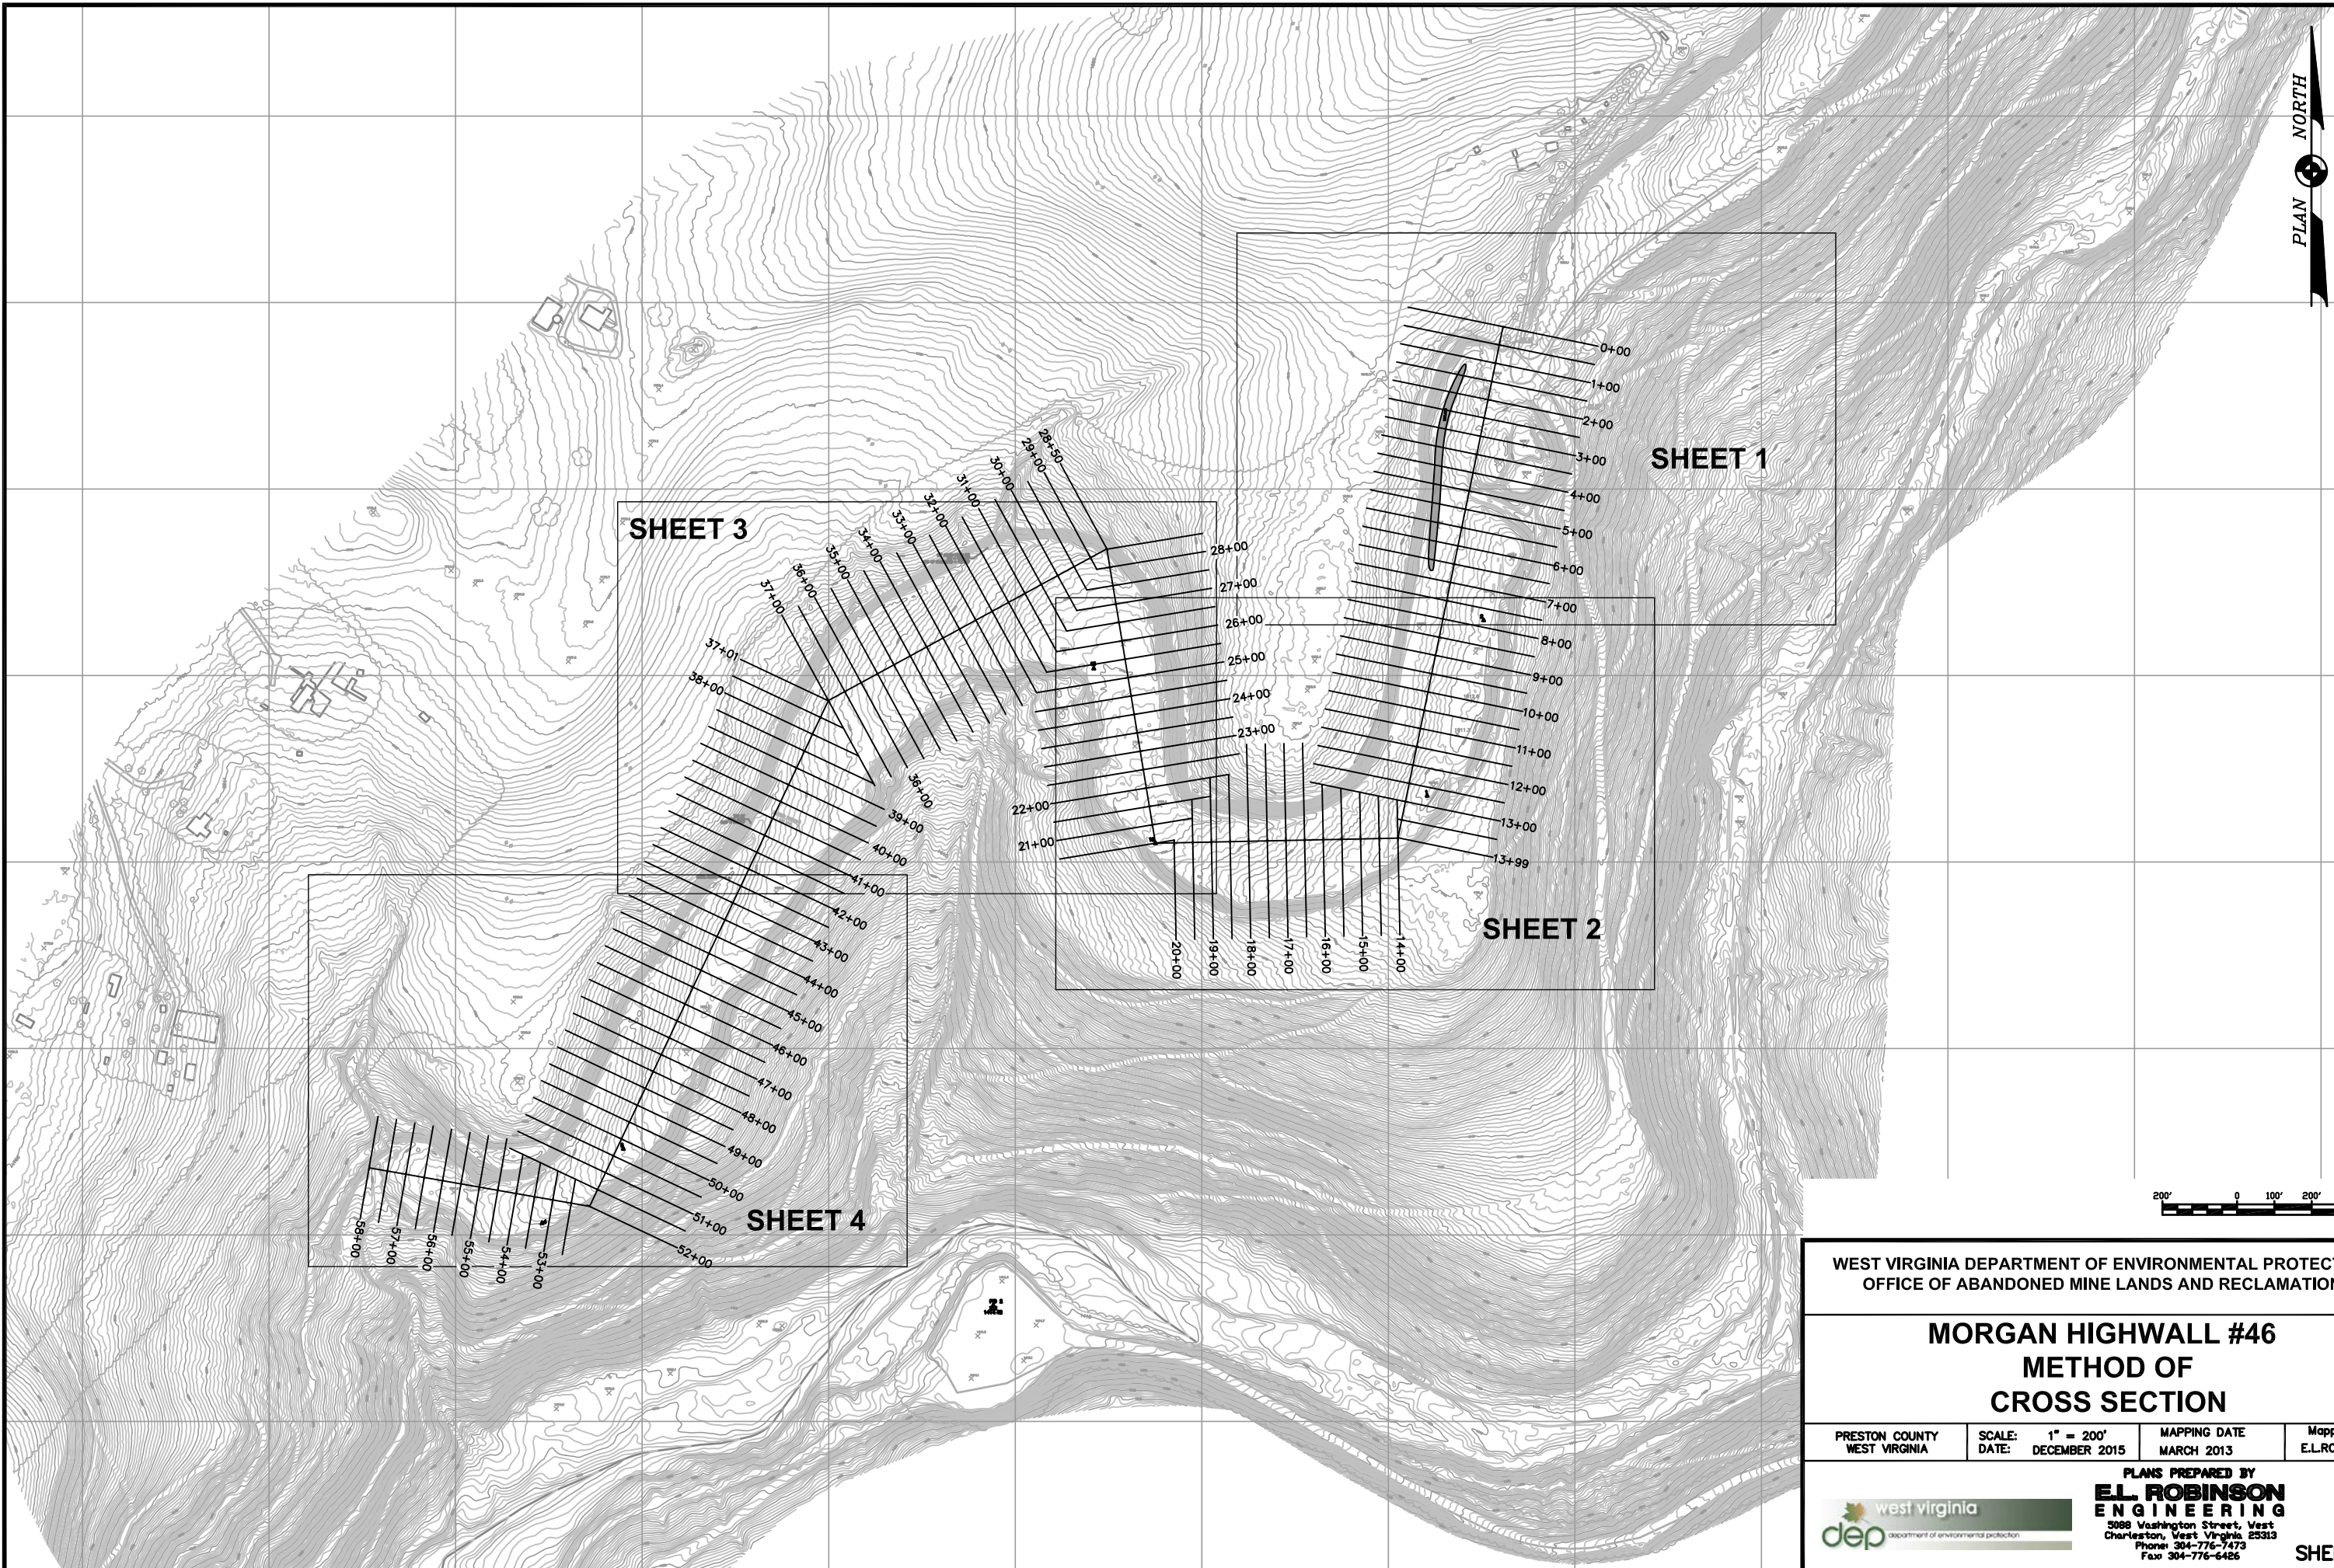 PLAN NORTH
0+00
1+00
2+00
3+00
SHEET 1
4+00
5+00
6+00
7+00
8+00
9+00
10+00
11+00
12+00
13+00
13+99
SHEET 2
14+00
15+00
16+00
17+00
18+00
19+00
20+00
21+00
22+00
23+00
24+00
25+00
26+00
27+00
28+00
28+50
29+00
30+00
31+00
32+00
33+00
34+00
35+00
36+00
37+00
SHEET 3
37+01
38+00
36+00
39+00
40+00
41+00
42+00
43+00
44+00
45+00
46+00
47+00
48+00
49+00
50+00
51+00
52+00
SHEET 4
53+00
54+00
55+00
56+00
57+00
58+00
200' 0 100' 200'
WEST VIRGINIA DEPARTMENT OF ENVIRONMENTAL PROTECT
OFFICE OF ABANDONED MINE LANDS AND RECLAMATION
MORGAN HIGHWALL #46
METHOD OF
CROSS SECTION
PRESTON COUNTY
WEST VIRGINIA
SCALE: 1" = 200'
DATE: DECEMBER 2015
MAPPING DATE
MARCH 2013
Mapp
E.L.RO
PLANS PREPARED BY
E.L. ROBINSON
ENGINEERING
5088 Washington Street, West
Charleston, West Virginia 25313
Phone: 304-776-7473
Fax: 304-776-6426
west virginia
dep department of environmental protection
SHEE